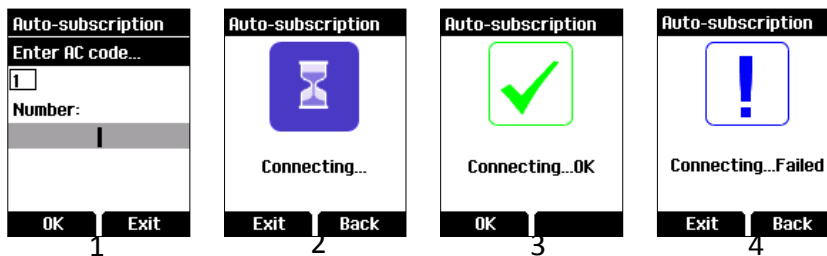 Auto-subscription
Enter AC code...
1
Number:
OK Exit
1
Auto-subscription
Connecting...
Exit Back
2
Auto-subscription
Connecting...OK
OK
3
Auto-subscription
Connecting...Failed
Exit Back
4